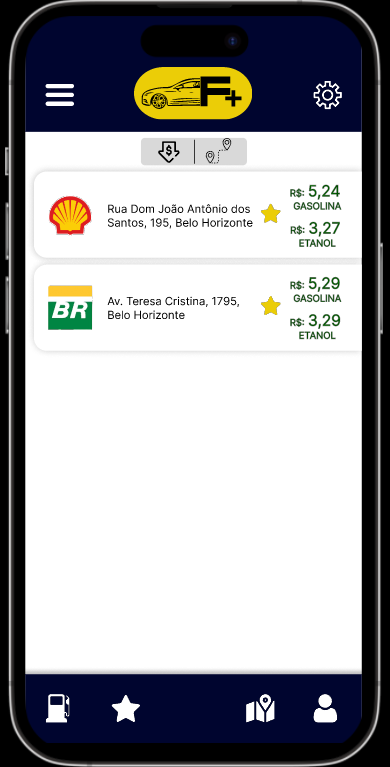 F+
$
Rua Dom João Antônio dos
Santos, 195, Belo Horizonte
R$: 5,24
GASOLINA
R$: 3,27
ETANOL
BR
Av. Teresa Cristina, 1795,
Belo Horizonte
R$: 5,29
GASOLINA
R$: 3,29
ETANOL